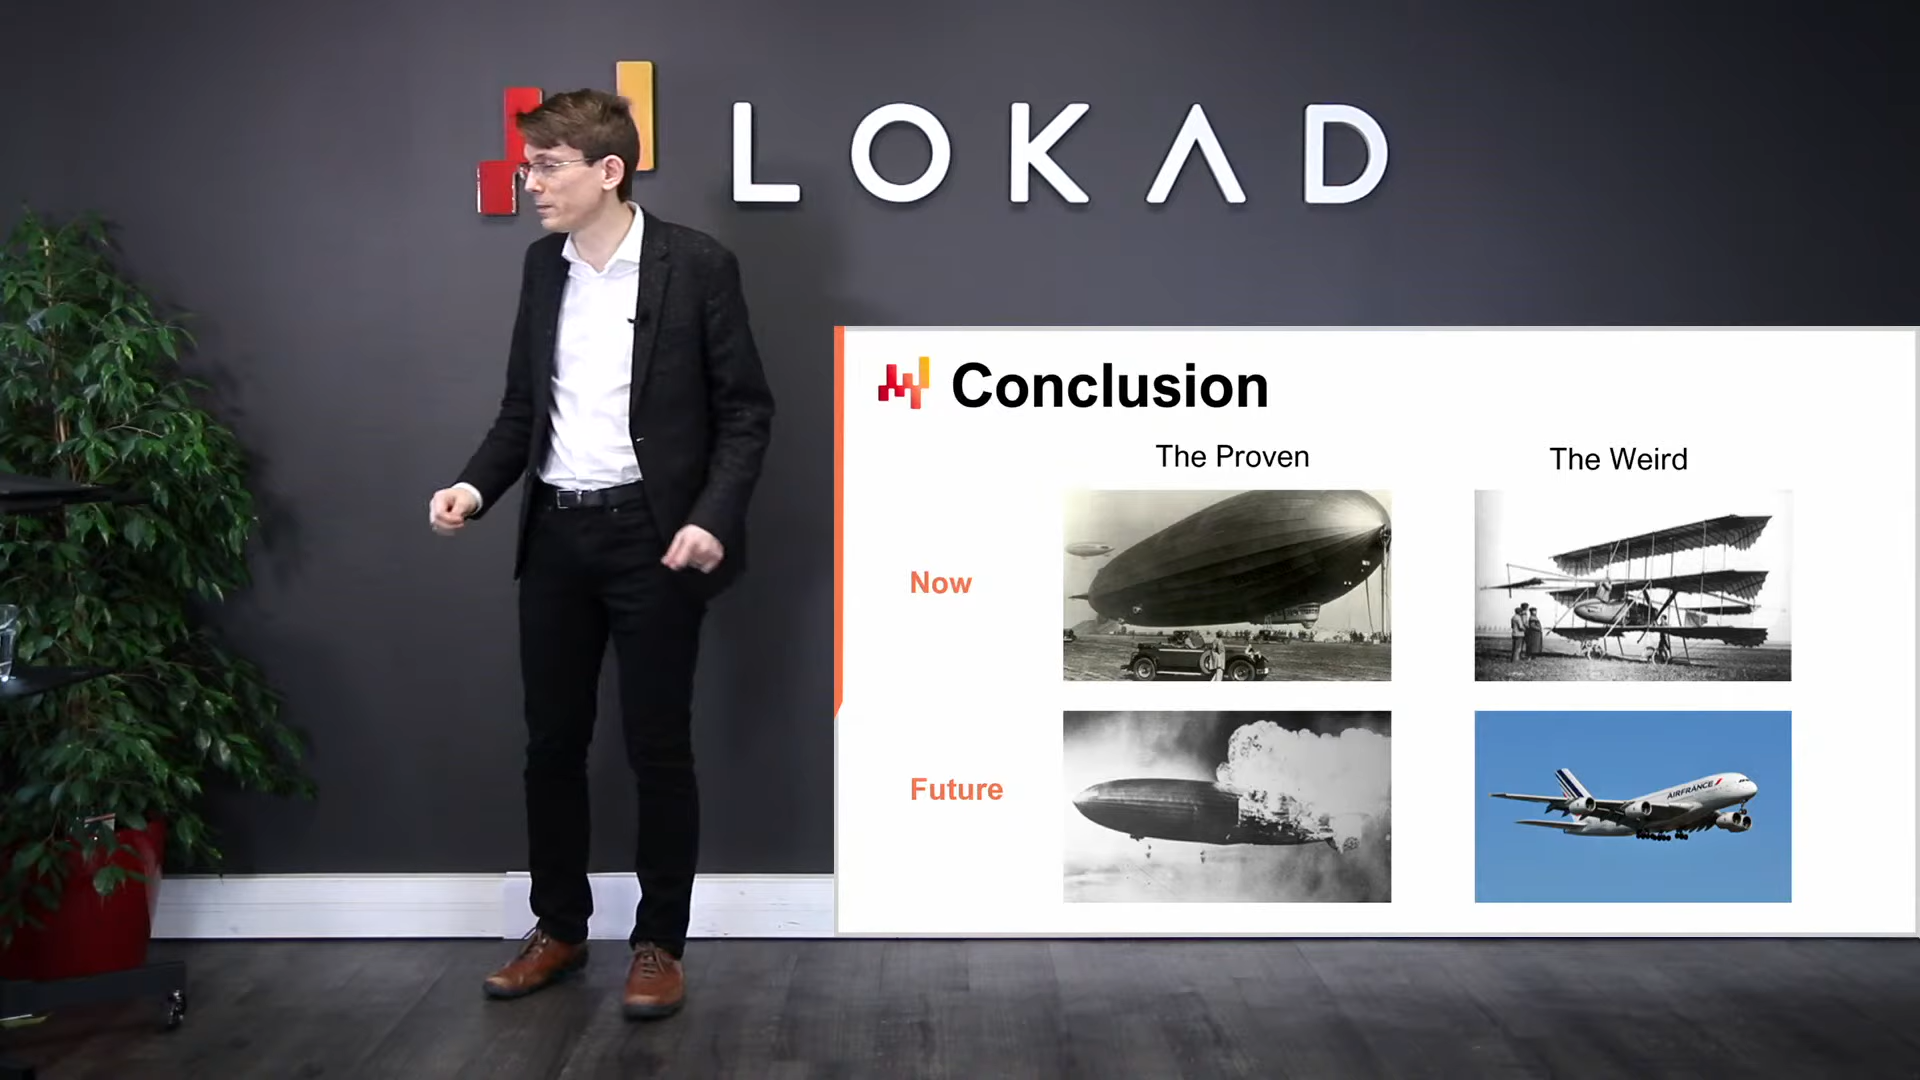 LOKAD
Conclusion
The Proven
The Weird
Now
Future
AIRFRANCE